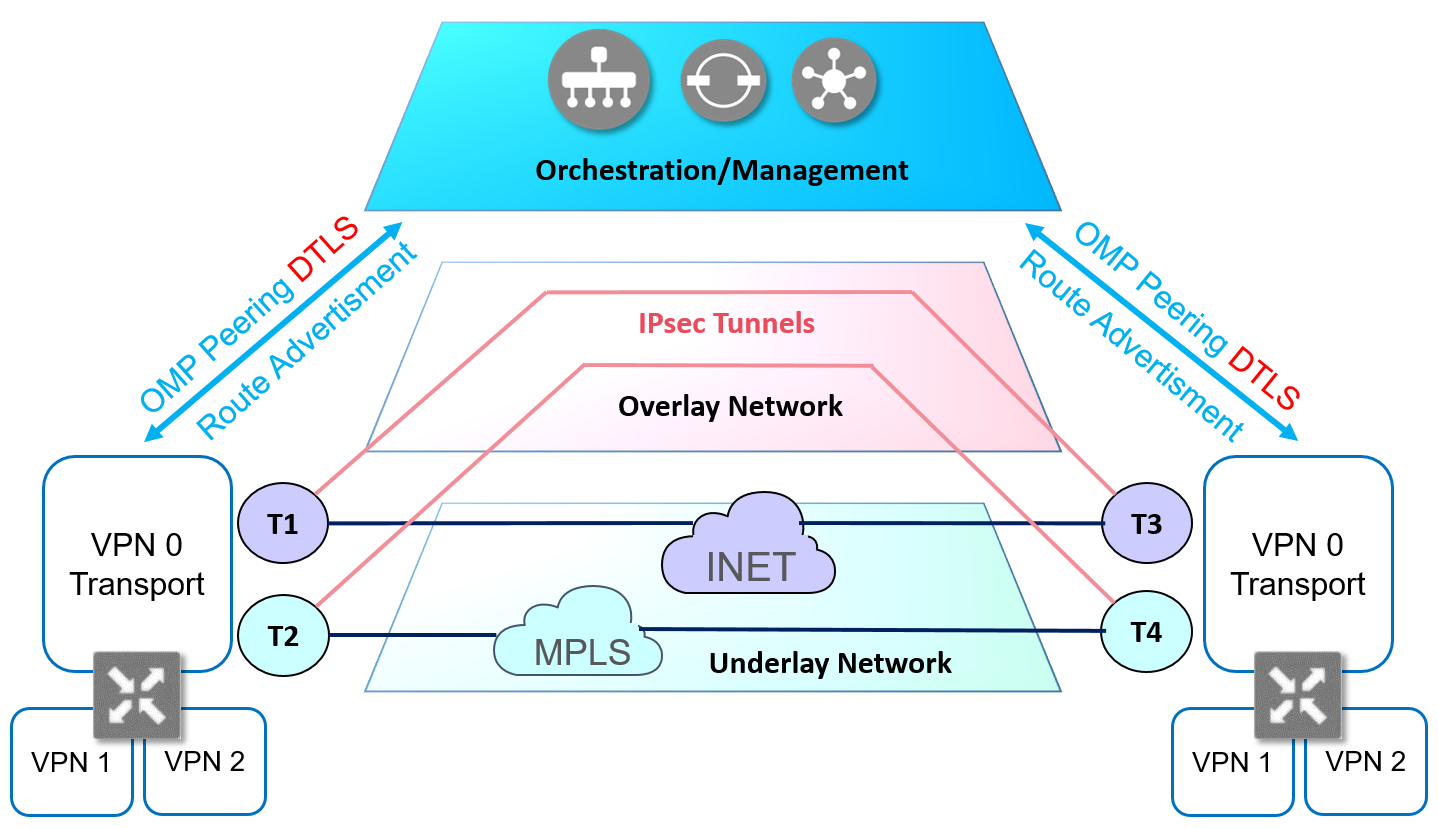 Orchestration/Management
OMP Peering DTLS
Route Advertisment
OMP Peering DTLS
Route Advertisment
IPsec Tunnels
Overlay Network
VPN 0
Transport
T1
T2
INET
MPLS
Underlay Network
T3
T4
VPN 0
Transport
VPN 1
VPN 2
VPN 1
VPN 2